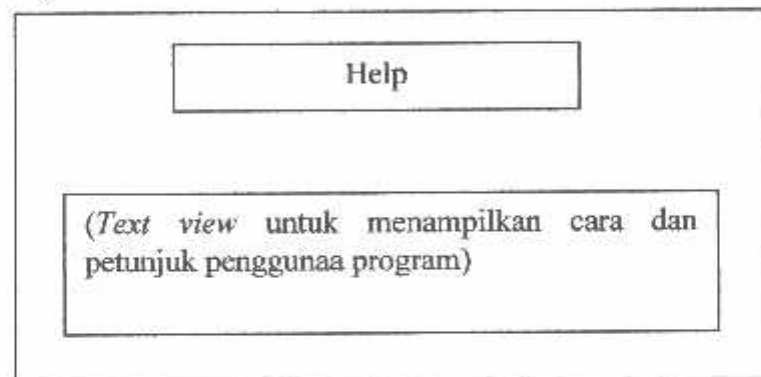 Help
(Text view untuk menampilkan cara dan
petunjuk penggunaa program)